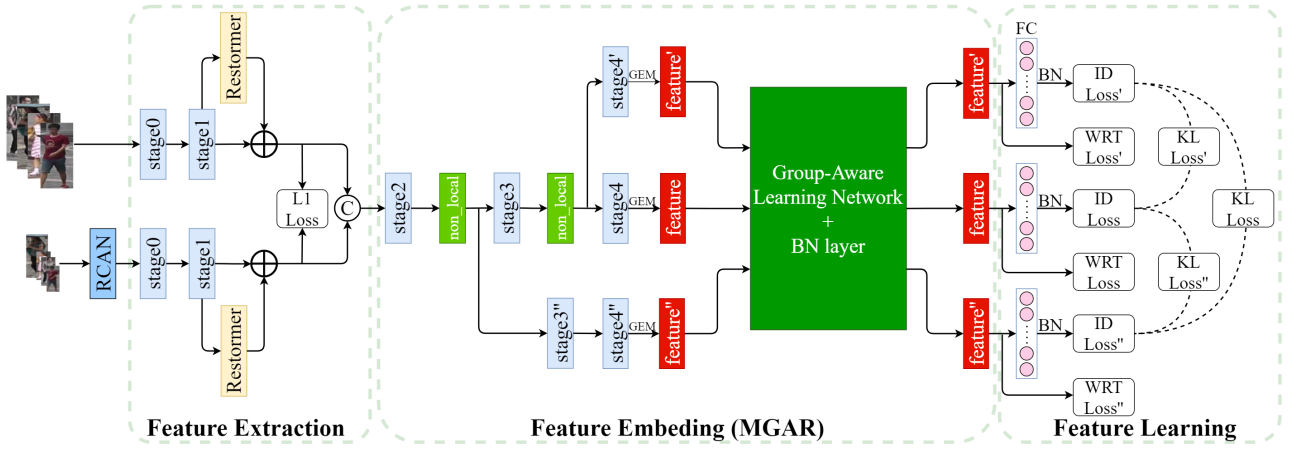 Restormer
stage0
stage1
L1
Loss
C
RCAN
stage0
stage1
Restormer
Feature Extraction
stage2
non_local
stage3
non_local
stage4'
GEM
feature'
stage4
GEM
feature
stage3"
stage4"
GEM
feature"
Group-Aware
Learning Network
+
BN layer
Feature Embeding (MGAR)
feature'
feature
feature"
FC
BN
ID
Loss'
WRT
Loss'
KL
Loss'
BN
ID
Loss
KL
Loss
WRT
Loss
KL
Loss"
BN
ID
Loss"
WRT
Loss"
Feature Learning